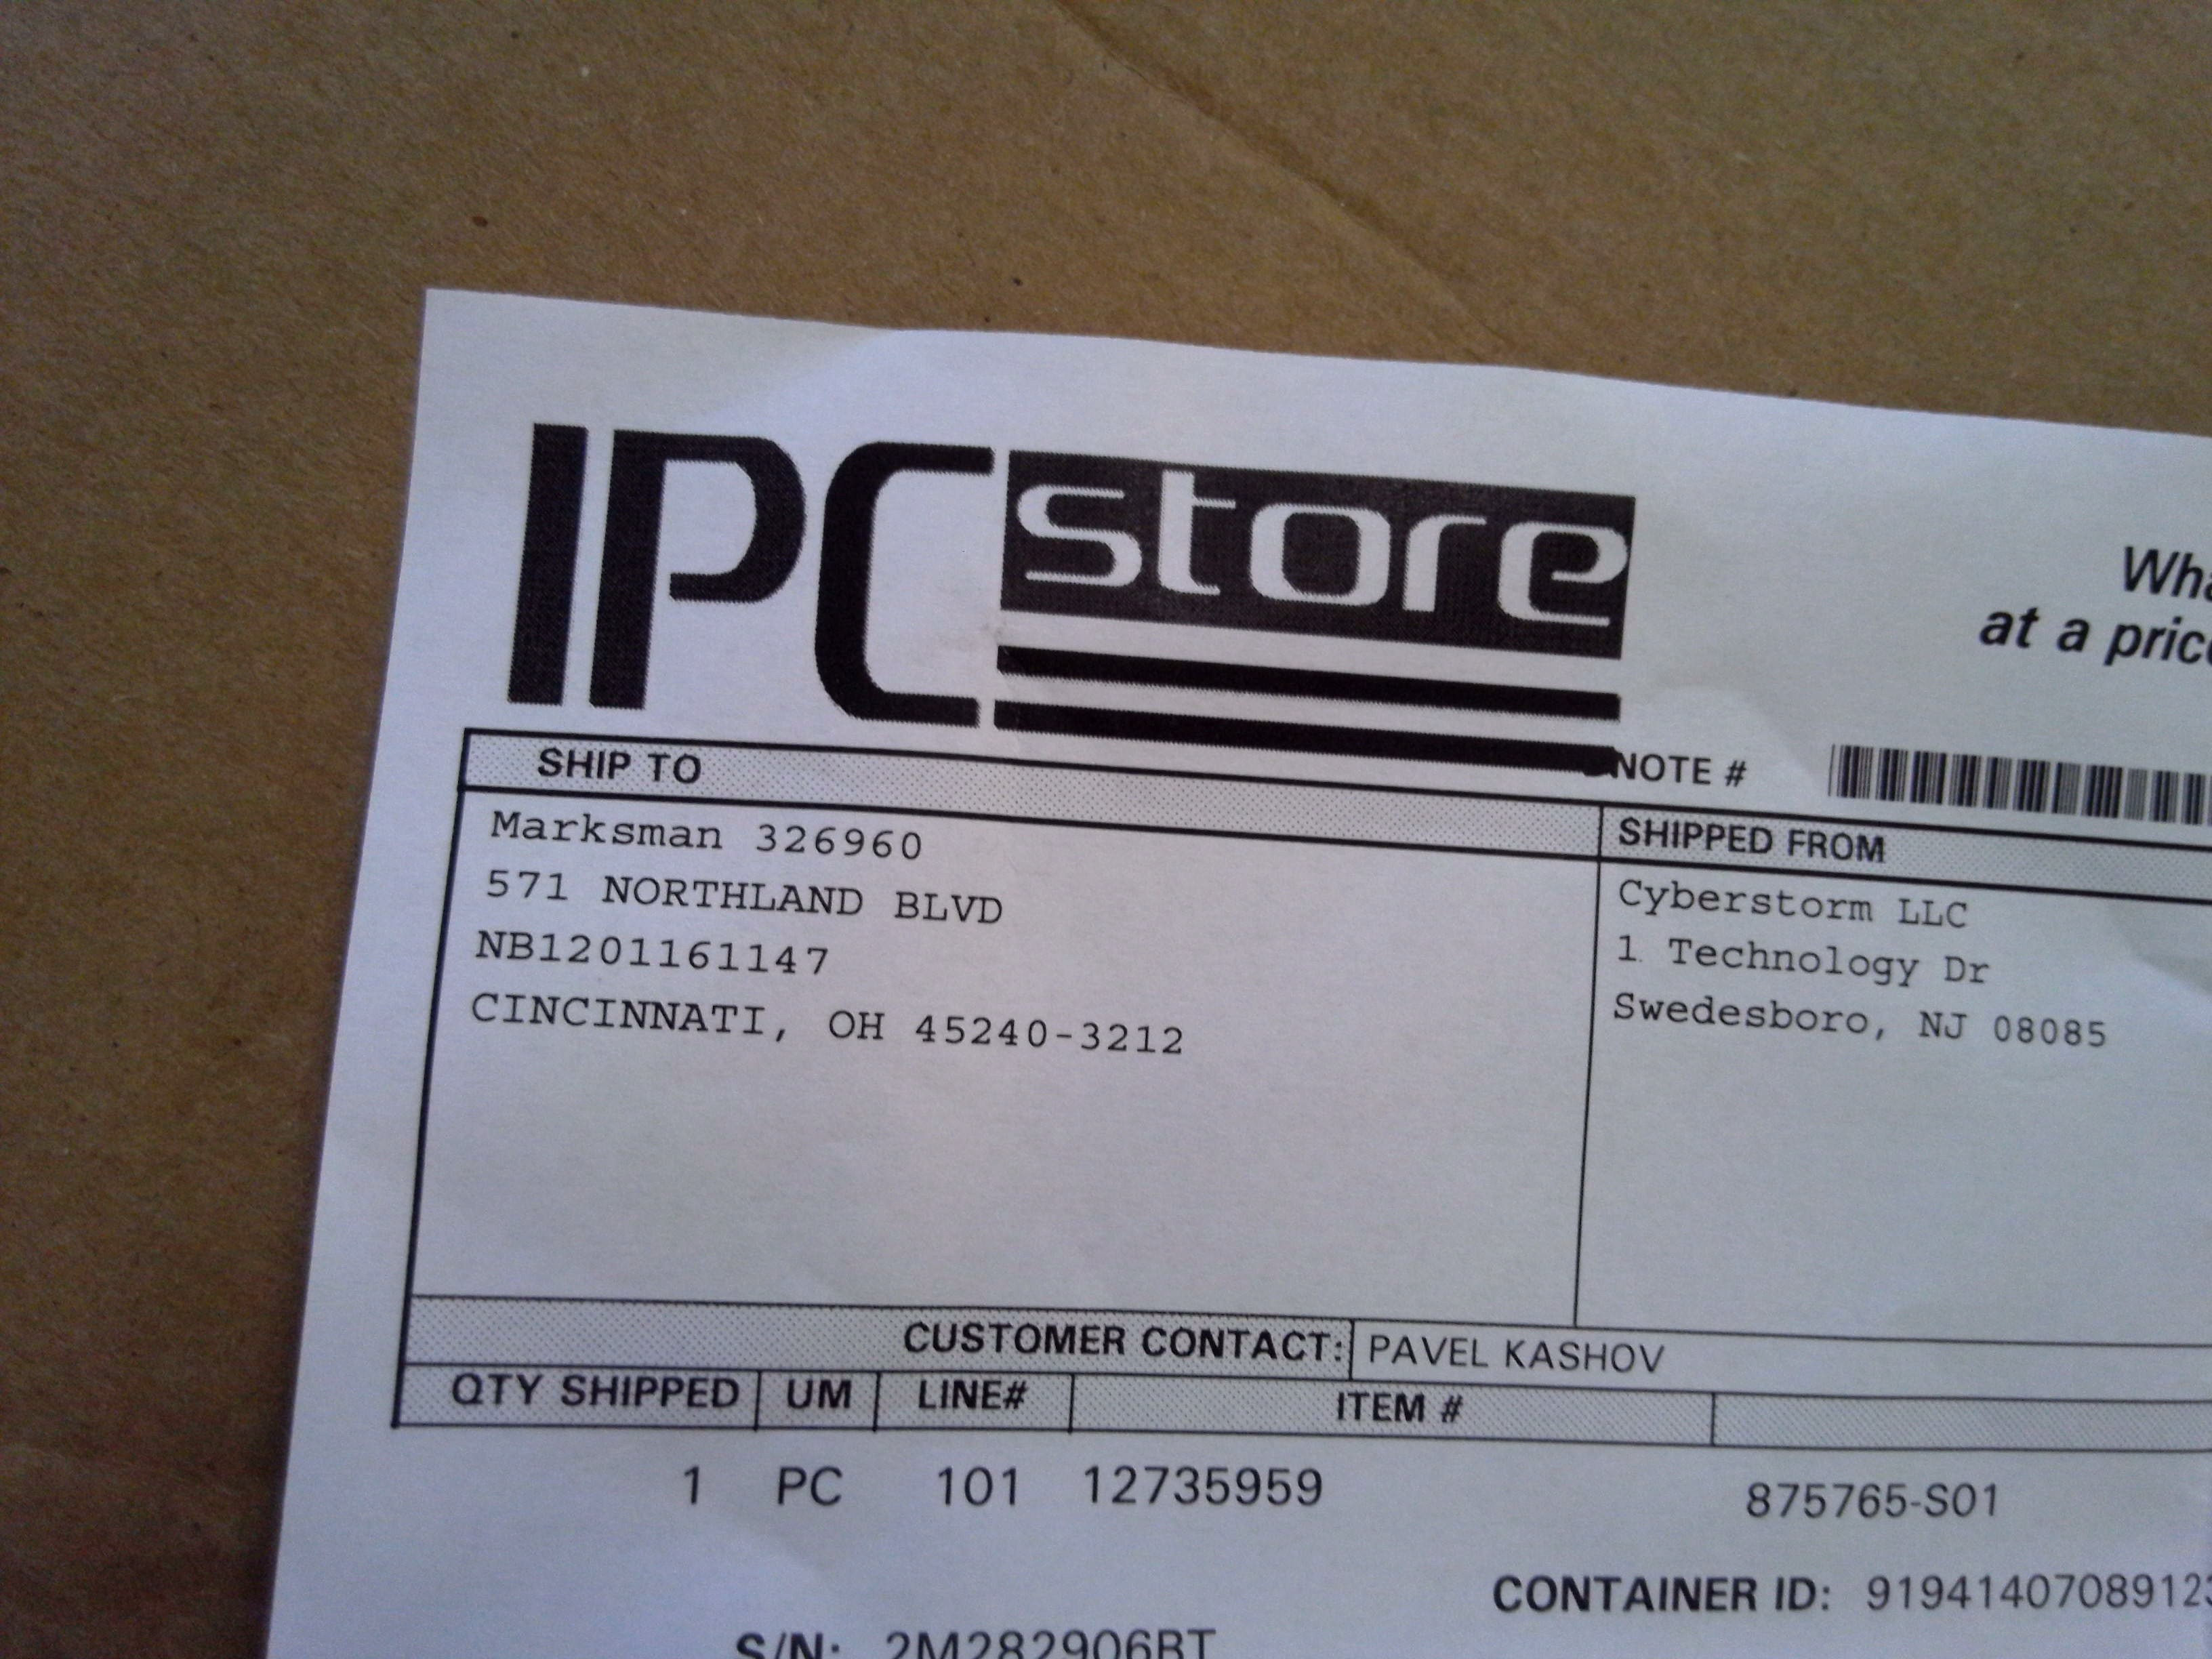 IPC store
Wha
at a pric
NOTE #
SHIP TO
Marksman 326960
571 NORTHLAND BLVD
NB1201161147
CINCINNATI, OH 45240-3212
SHIPPED FROM
Cyberstorm LLC
1 Technology Dr
Swedesboro, NJ 08085
CUSTOMER CONTACT: PAVEL KASHOV
QTY SHIPPED UM LINE# ITEM #
1 PC 101 12735959 875765-S01
CONTAINER ID: 9194140708912
S/N: 2M282906BT